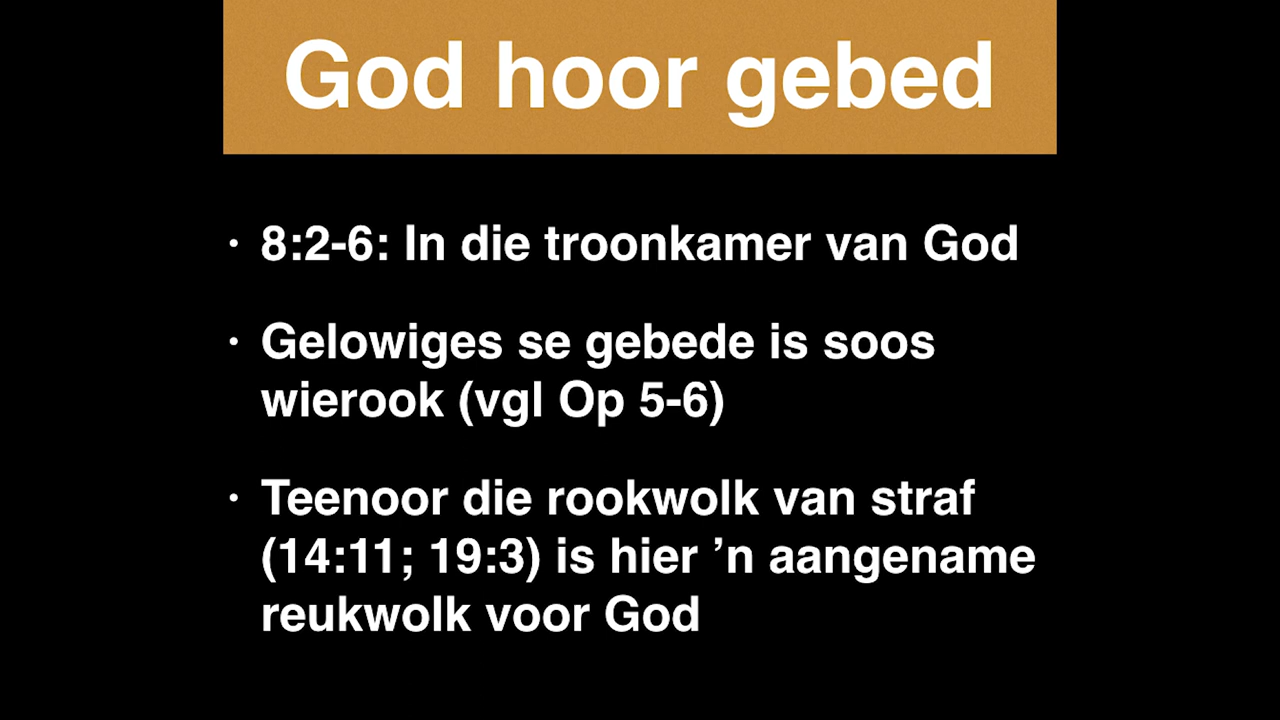 God hoor gebed
· 8:2-6: In die troonkamer van God
· Gelowiges se gebede is soos
wierook (vgl Op 5-6)
· Teenoor die rookwolk van straf
(14:11; 19:3) is hier ’n aangename
reukwolk voor God